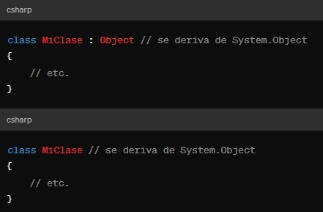 csharp
class MiClase : Object // se deriva de System.Object
{
// etc.
}
csharp
class MiClase // se deriva de System.Object
{
// etc.
}